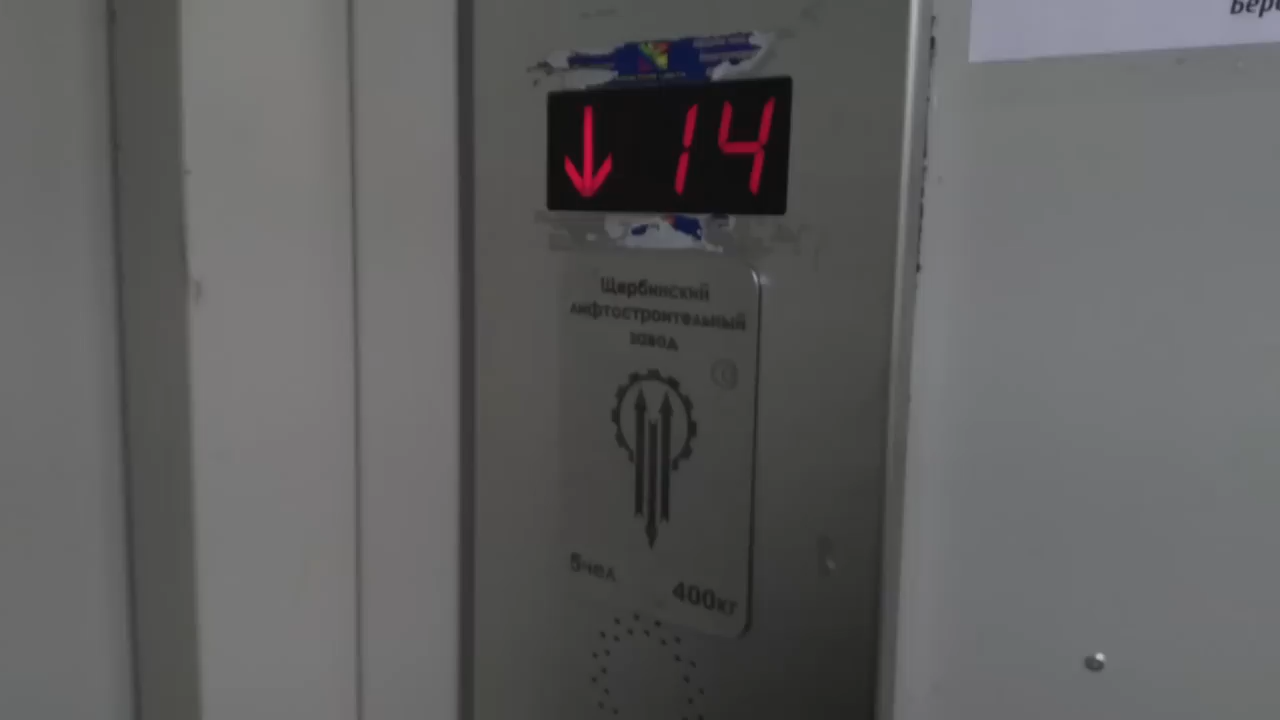 ↓ 14
Щербинский
лифтостроительный
завод
5чел
400кг